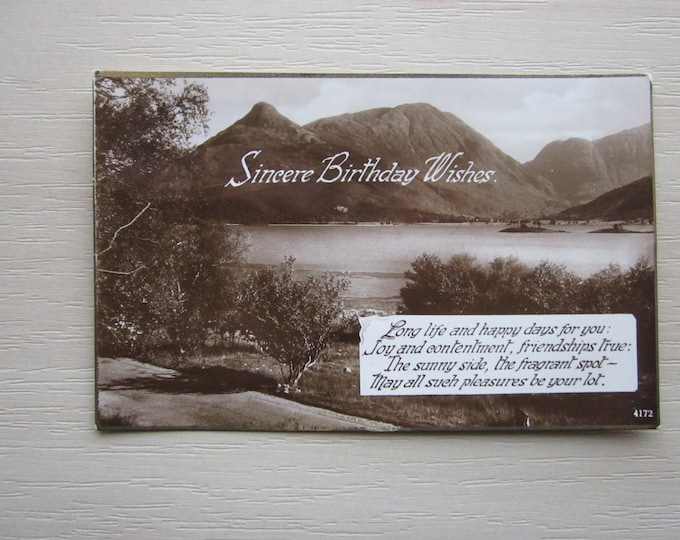 Sincere Birthday Wishes.
Long life and happy days for you:
Joy and contentment, friendships true:
The sunny side, the fragrant spot—
May all such pleasures be your lot.
4172